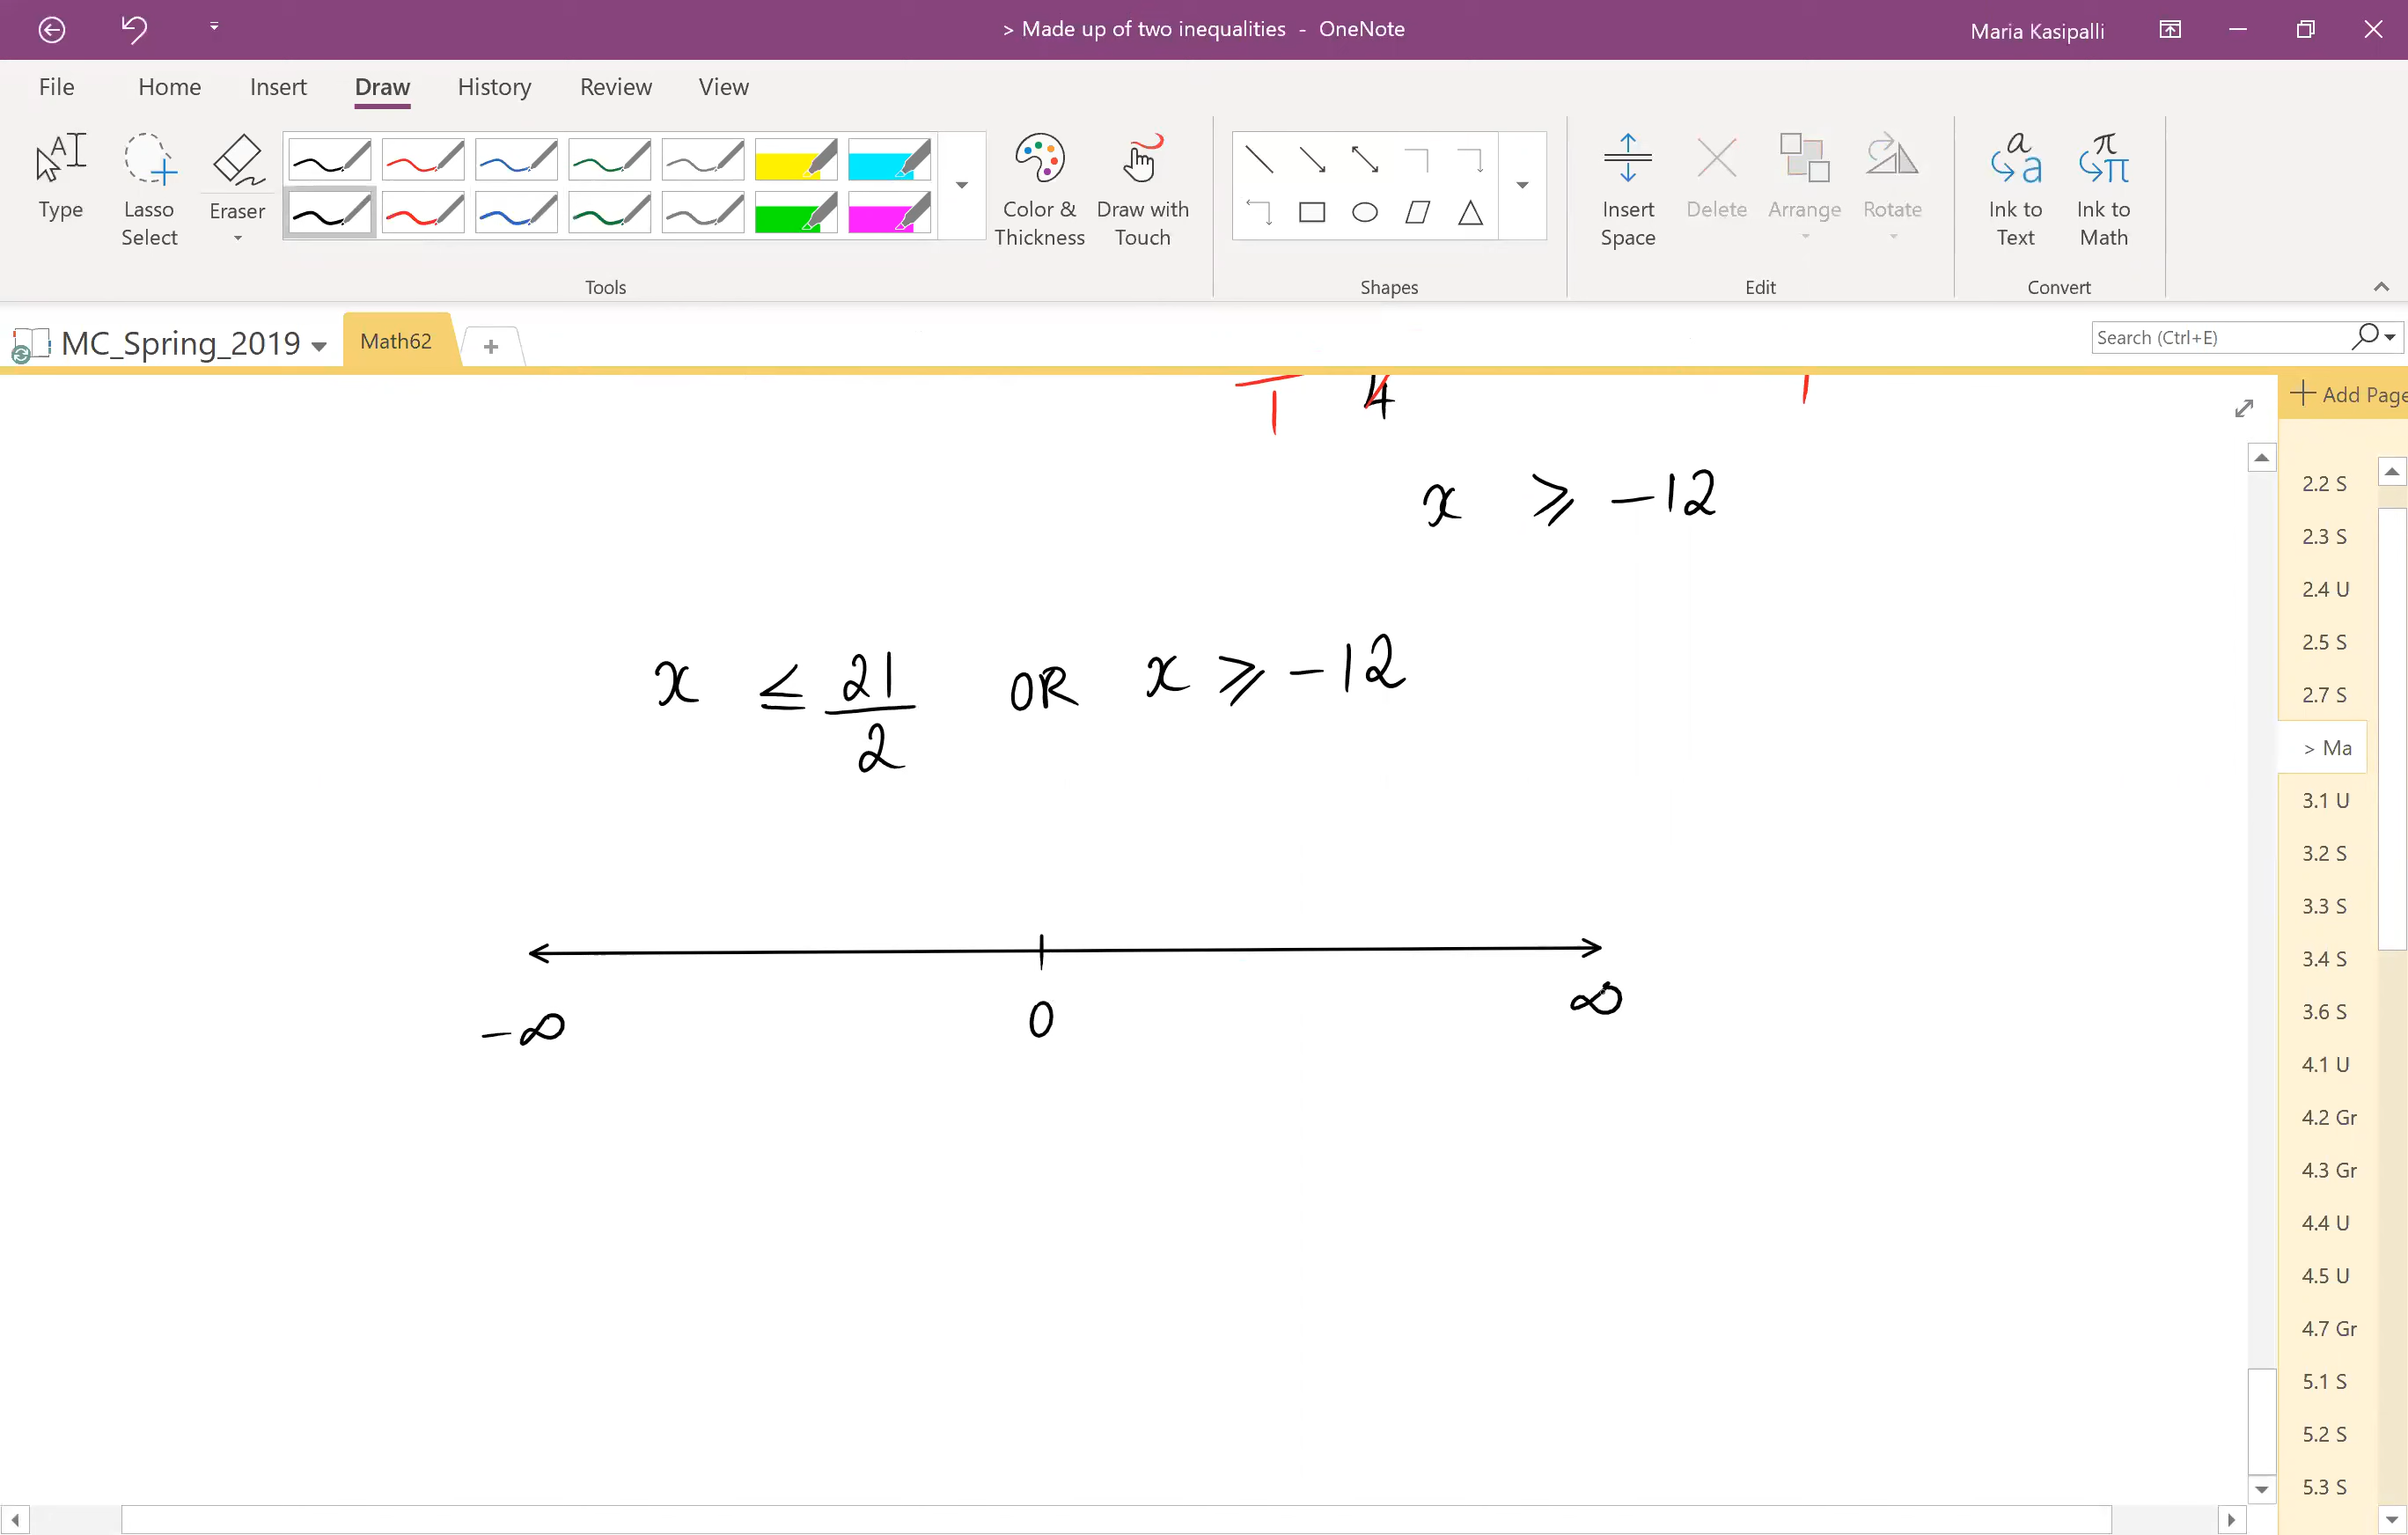 > Made up of two inequalities - OneNote
Maria Kasipalli
File Home Insert Draw History Review View
Type
Lasso Select
Eraser
Color & Thickness
Draw with Touch
Insert Space
Delete
Arrange
Rotate
Ink to Text
Ink to Math
Tools
Shapes
Edit
Convert
MC_Spring_2019
Math62
Search (Ctrl+E)
Add Page
1 4
x ⩾ -12
x ≤ 21/2 OR x ⩾ -12
-∞ 0 ∞
2.2 S
2.3 S
2.4 U
2.5 S
2.7 S
> Ma
3.1 U
3.2 S
3.3 S
3.4 S
3.6 S
4.1 U
4.2 Gr
4.3 Gr
4.4 U
4.5 U
4.7 Gr
5.1 S
5.2 S
5.3 S